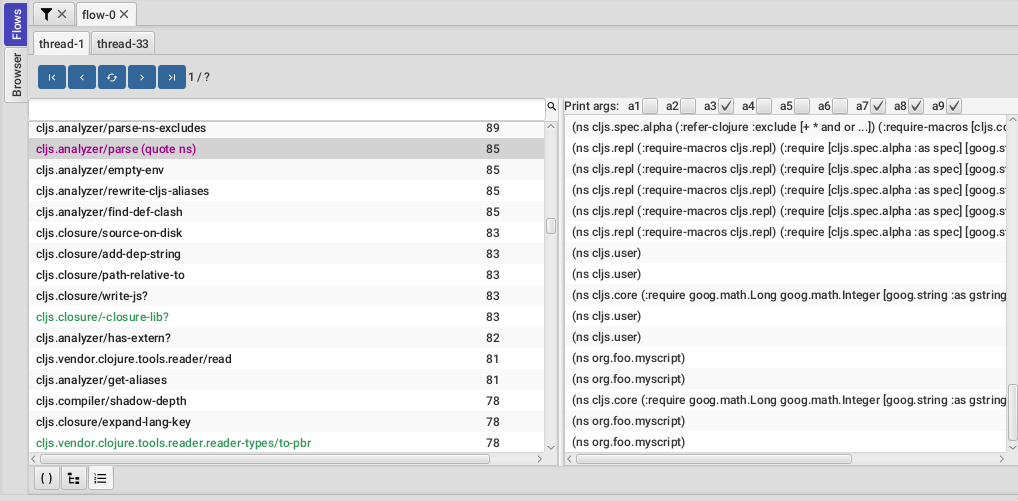 Flows
Browser
flow-0
thread-1 thread-33
1 / ?
Print args: a1 a2 a3 a4 a5 a6 a7 a8 a9
cljs.analyzer/parse-ns-excludes 89
cljs.analyzer/parse (quote ns) 85
cljs.analyzer/empty-env 85
cljs.analyzer/rewrite-cljs-aliases 85
cljs.analyzer/find-def-clash 85
cljs.closure/source-on-disk 83
cljs.closure/add-dep-string 83
cljs.closure/path-relative-to 83
cljs.closure/write-js? 83
cljs.closure/-closure-lib? 83
cljs.analyzer/has-extern? 82
cljs.vendor.clojure.tools.reader/read 81
cljs.analyzer/get-aliases 81
cljs.compiler/shadow-depth 78
cljs.closure/expand-lang-key 78
cljs.vendor.clojure.tools.reader.reader-types/to-pbr 78
(ns cljs.spec.alpha (:refer-clojure :exclude [+ * and or ...]) (:require-macros [cljs.co
(ns cljs.repl (:require-macros cljs.repl) (:require [cljs.spec.alpha :as spec] [goog.st
(ns cljs.repl (:require-macros cljs.repl) (:require [cljs.spec.alpha :as spec] [goog.st
(ns cljs.repl (:require-macros cljs.repl) (:require [cljs.spec.alpha :as spec] [goog.st
(ns cljs.repl (:require-macros cljs.repl) (:require [cljs.spec.alpha :as spec] [goog.st
(ns cljs.repl (:require-macros cljs.repl) (:require [cljs.spec.alpha :as spec] [goog.st
(ns cljs.user)
(ns cljs.user)
(ns cljs.core (:require goog.math.Long goog.math.Integer [goog.string :as gstring
(ns cljs.user)
(ns cljs.user)
(ns org.foo.myscript)
(ns org.foo.myscript)
(ns cljs.core (:require goog.math.Long goog.math.Integer [goog.string :as gstring
(ns org.foo.myscript)
(ns org.foo.myscript)
( )